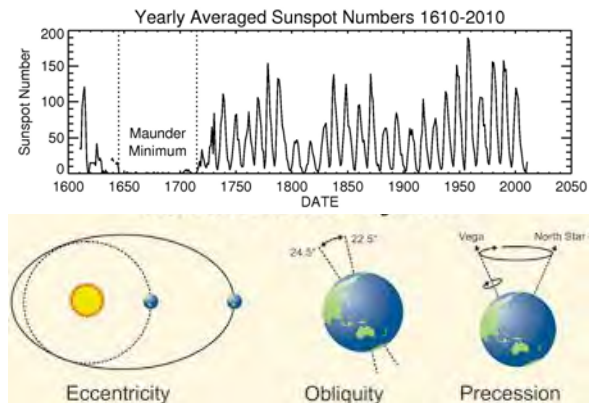 Yearly Averaged Sunspot Numbers 1610-2010
Sunspot Number
200
150
100
50
0
Maunder
Minimum
1600 1650 1700 1750 1800 1850 1900 1950 2000 2050
DATE
24.5° 22.5°
Vega North Star
Eccentricity Obliquity Precession